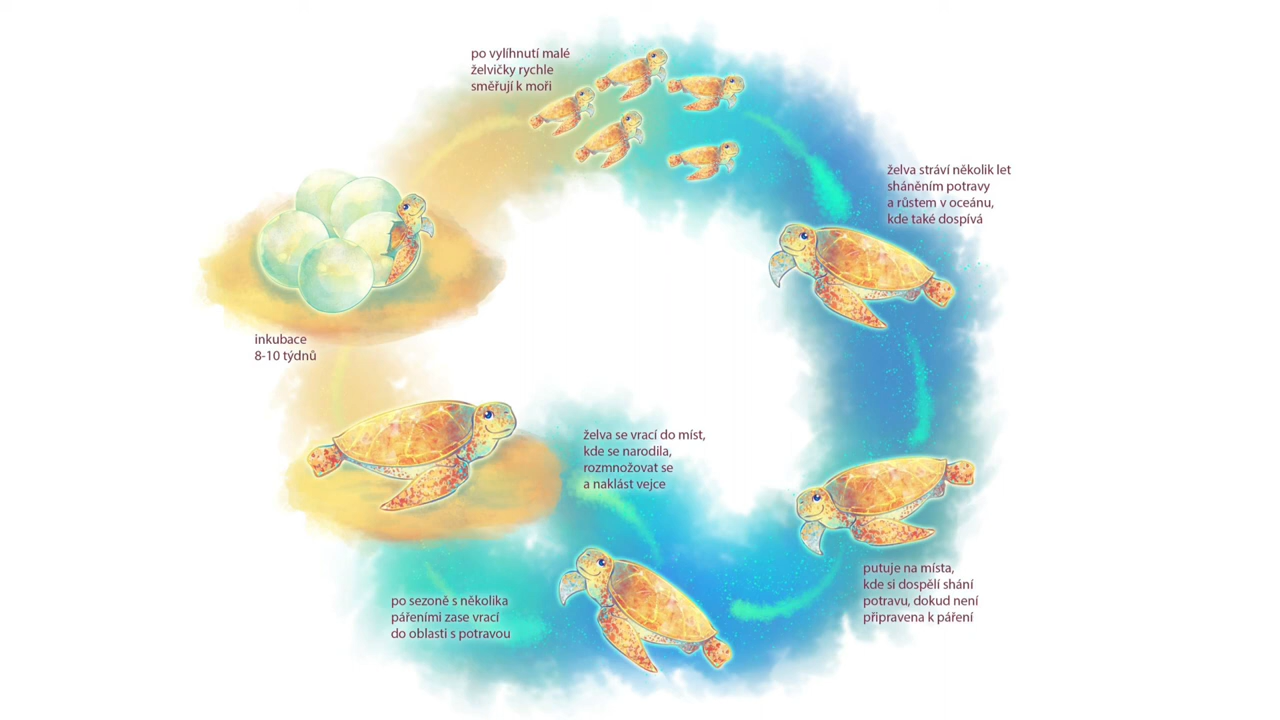 po vylíhnutí malé
želvičky rychle
směřují k moři
želva stráví několik let
sháněním potravy
a růstem v oceánu,
kde také dospívá
inkubace
8-10 týdnů
želva se vrací do míst,
kde se narodila,
rozmnožovat se
a naklást vejce
putuje na místa,
kde si dospělí shání
potravu, dokud není
připravena k páření
po sezoně s několika
pářeními zase vrací
do oblasti s potravou